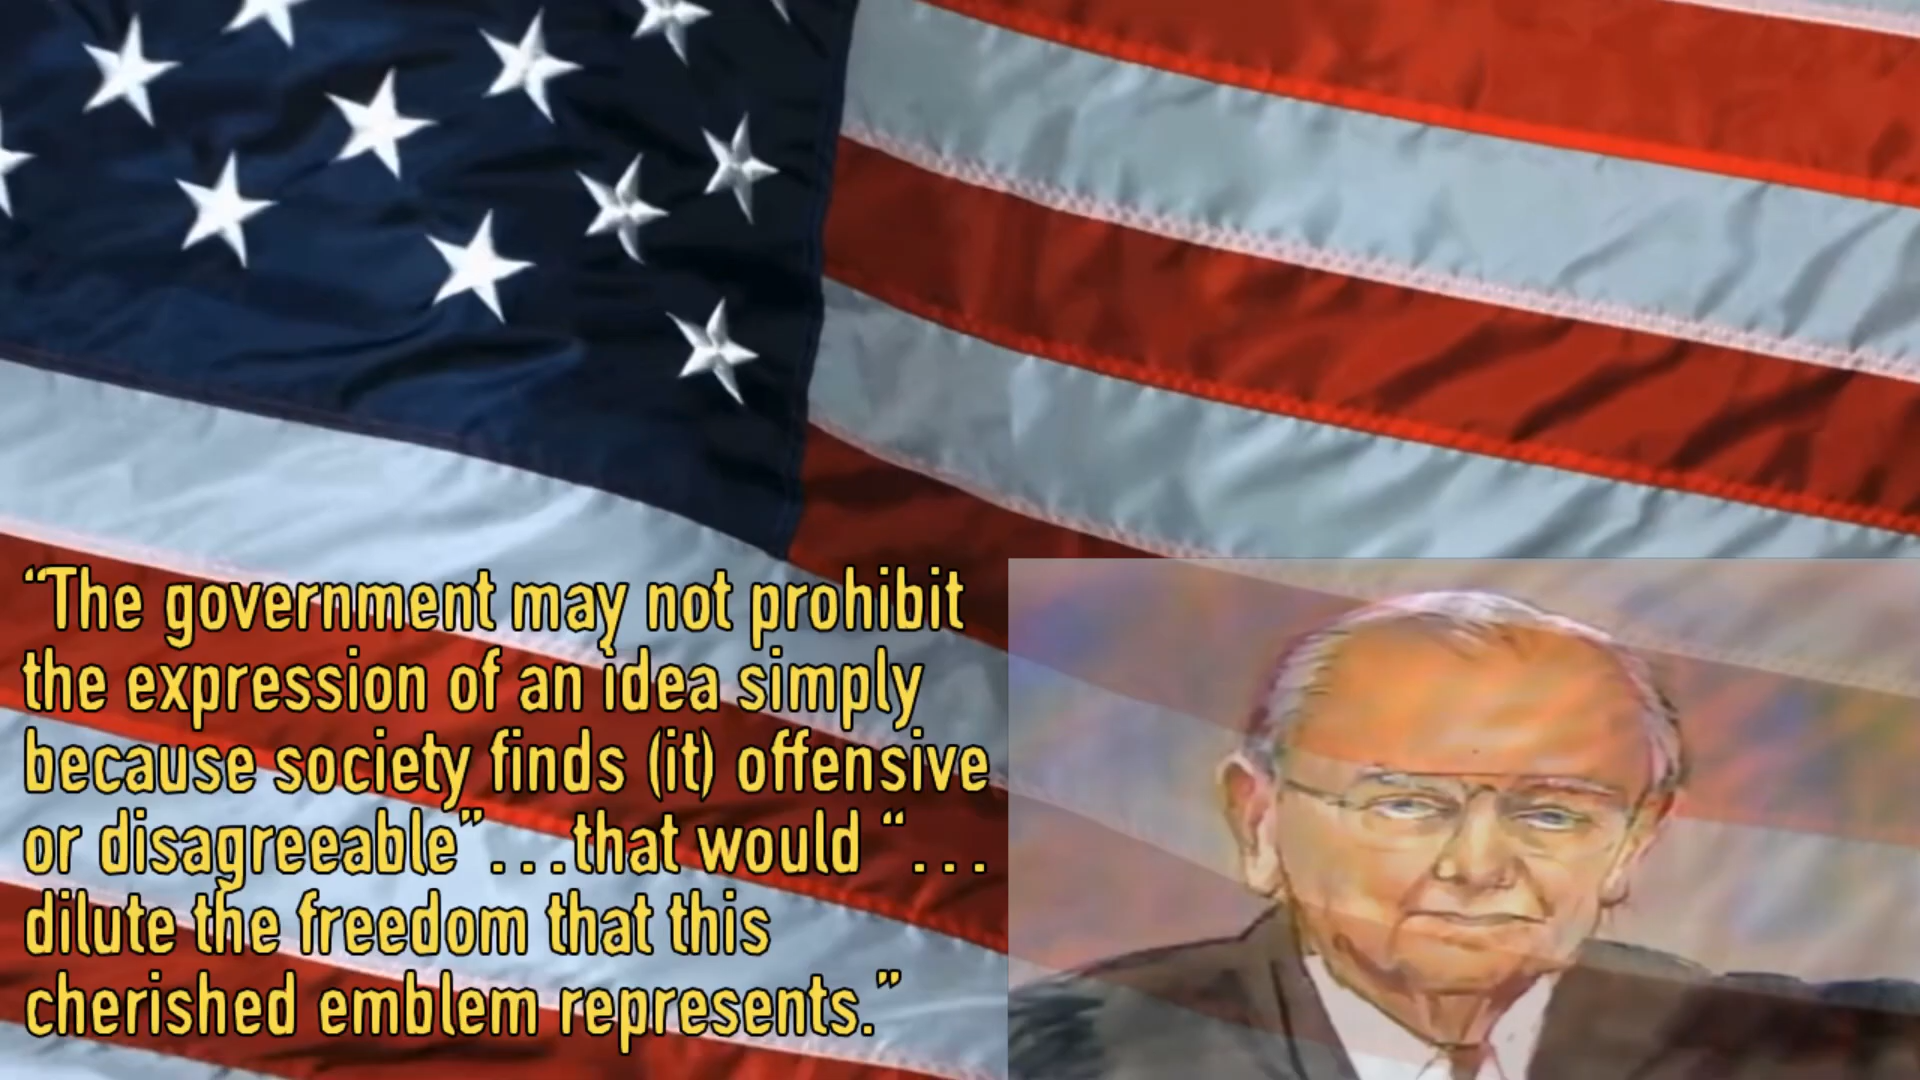 “The government may not prohibit
the expression of an idea simply
because society finds (it) offensive
or disagreeable”...that would “...
dilute the freedom that this
cherished emblem represents.”